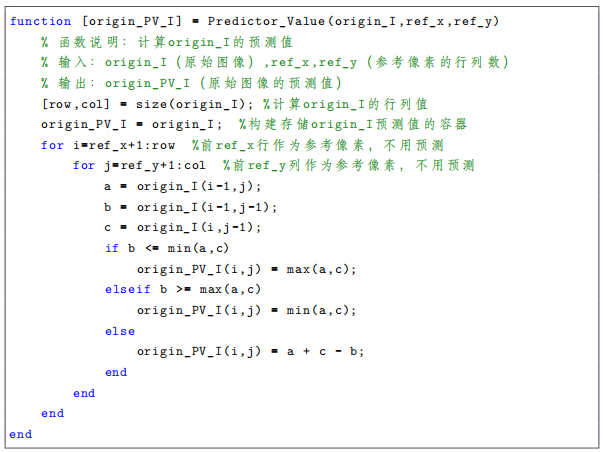 function [origin_PV_I] = Predictor_Value(origin_I,ref_x,ref_y)
% 函数说明：计算origin_I的预测值
% 输入：origin_I（原始图像）,ref_x,ref_y（参考像素的行列数）
% 输出：origin_PV_I（原始图像的预测值）
[row,col] = size(origin_I); %计算origin_I的行列值
origin_PV_I = origin_I; %构建存储origin_I预测值的容器
for i=ref_x+1:row %前ref_x行作为参考像素，不用预测
for j=ref_y+1:col %前ref_y列作为参考像素，不用预测
a = origin_I(i-1,j);
b = origin_I(i-1,j-1);
c = origin_I(i,j-1);
if b <= min(a,c)
origin_PV_I(i,j) = max(a,c);
elseif b >= max(a,c)
origin_PV_I(i,j) = min(a,c);
else
origin_PV_I(i,j) = a + c - b;
end
end
end
end